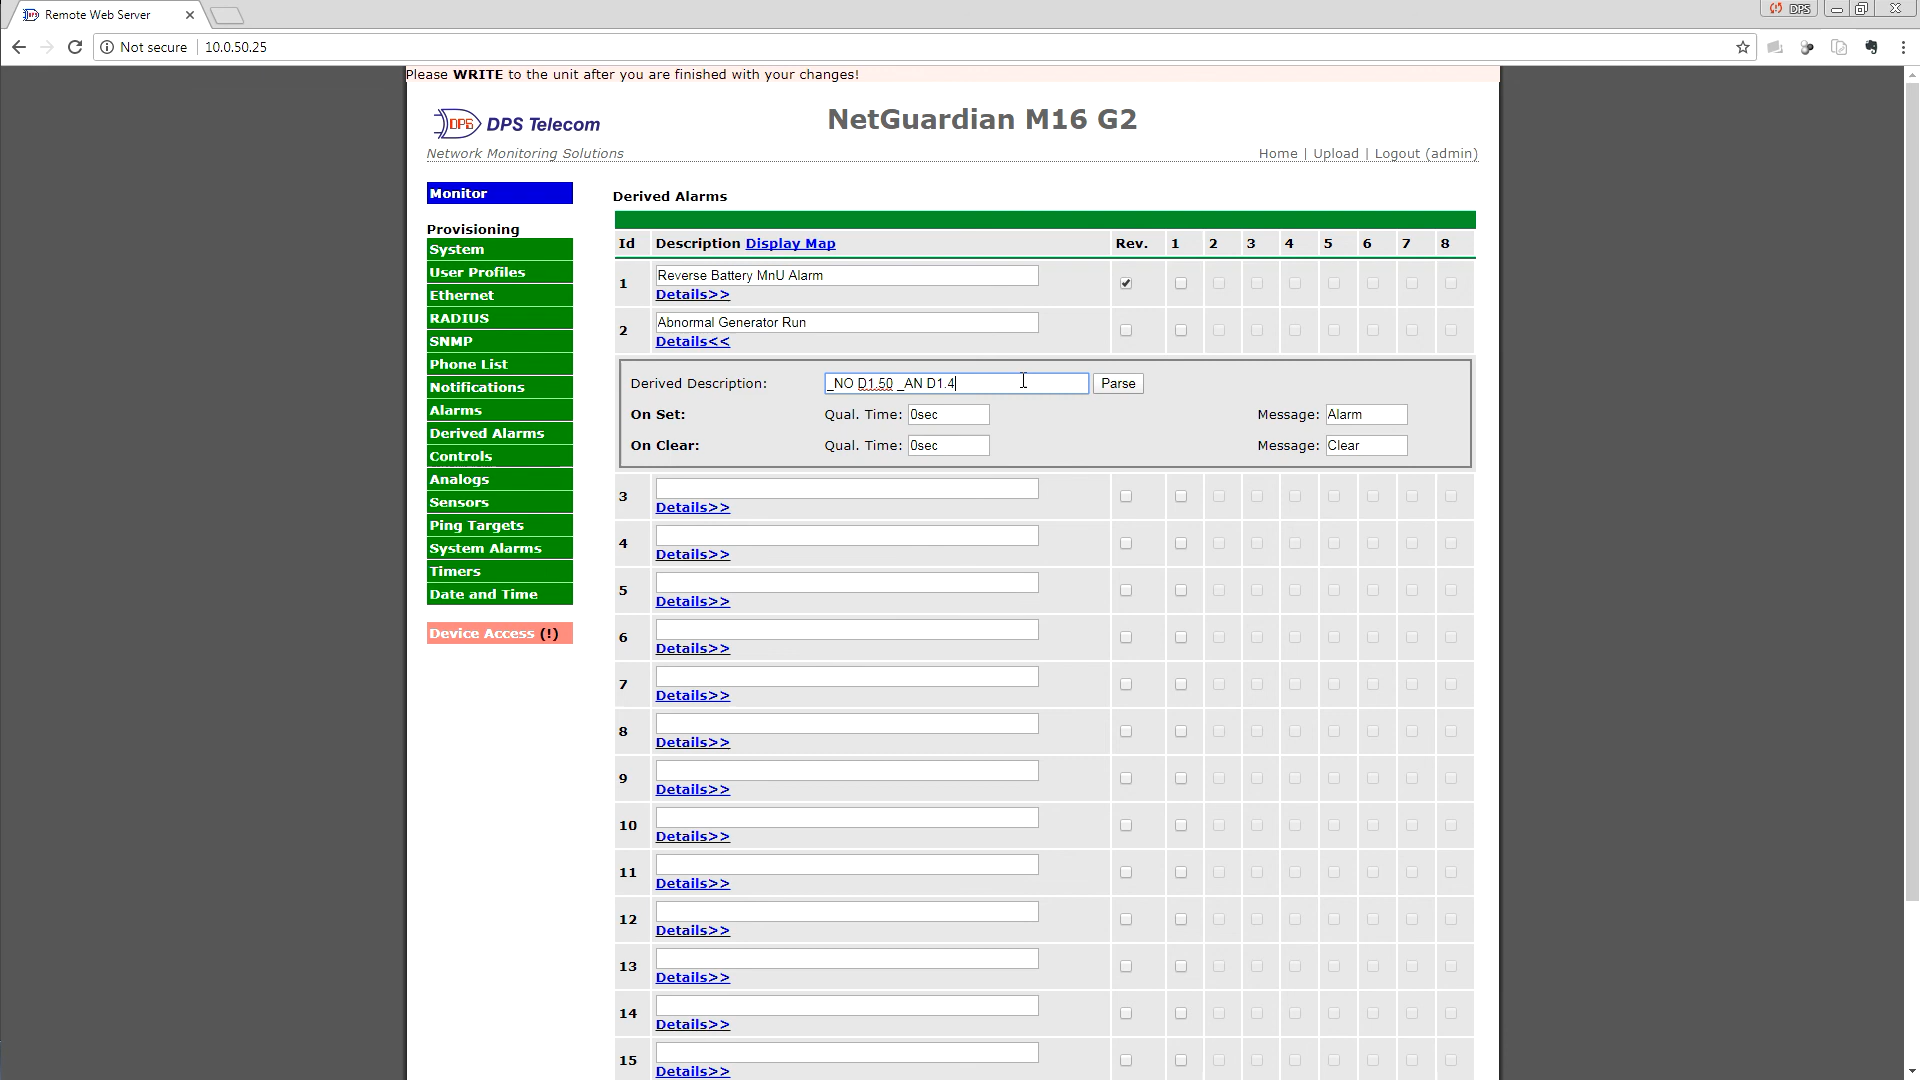 Remote Web Server
DPS
Not secure 10.0.50.25
Please WRITE to the unit after you are finished with your changes!
DPS DPS Telecom
NetGuardian M16 G2
Network Monitoring Solutions
Home | Upload | Logout (admin)
Monitor
Provisioning
System
User Profiles
Ethernet
RADIUS
SNMP
Phone List
Notifications
Alarms
Derived Alarms
Controls
Analogs
Sensors
Ping Targets
System Alarms
Timers
Date and Time
Device Access (!)
Derived Alarms
Id Description Display Map Rev. 1 2 3 4 5 6 7 8
1 Reverse Battery MnU Alarm
Details>>
2 Abnormal Generator Run
Details<<
Derived Description: _NO D1.50 _AN D1.4 Parse
On Set: Qual. Time: 0sec Message: Alarm
On Clear: Qual. Time: 0sec Message: Clear
3
Details>>
4
Details>>
5
Details>>
6
Details>>
7
Details>>
8
Details>>
9
Details>>
10
Details>>
11
Details>>
12
Details>>
13
Details>>
14
Details>>
15
Details>>